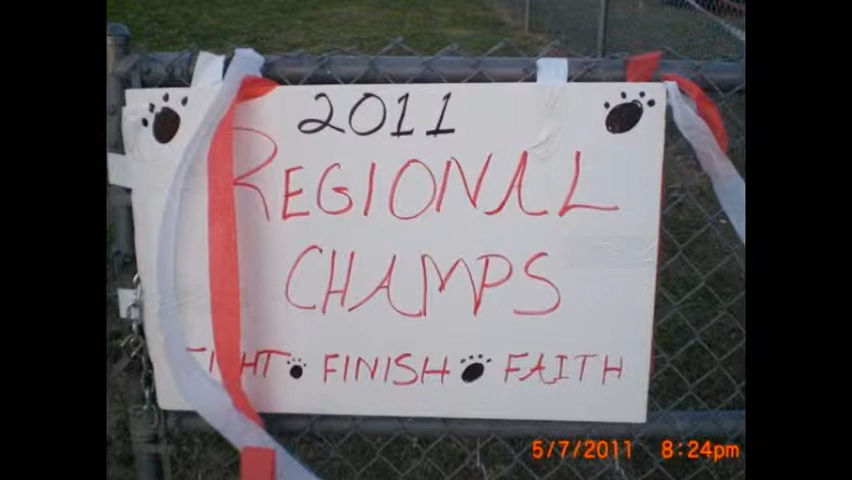 2011
REGIONAL
CHAMPS
FINISH FAITH
5/7/2011 8:24pm